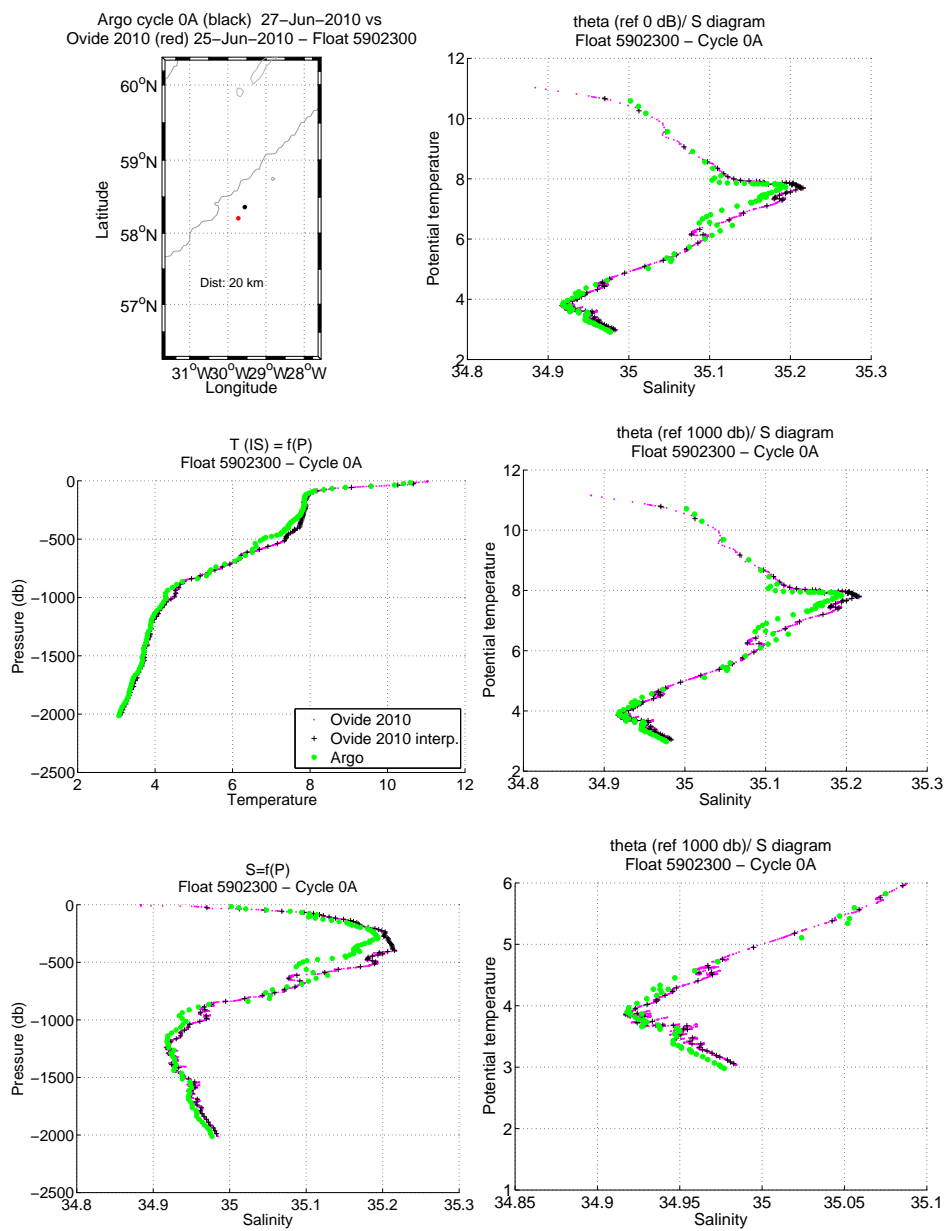 Argo cycle 0A (black)  27−Jun−2010 vs
Ovide 2010 (red) 25−Jun−2010 − Float 5902300
60°N
59°N
58°N
57°N
Latitude
Dist: 20 km
31°W 30°W 29°W 28°W
Longitude
theta (ref 0 dB)/ S diagram
Float 5902300 − Cycle 0A
12
10
8
6
4
2
Potential temperature
34.8 34.9 35 35.1 35.2 35.3
Salinity
T (IS) = f(P)
Float 5902300 − Cycle 0A
0
−500
−1000
−1500
−2000
−2500
Pressure (db)
2 4 6 8 10 12
Temperature
Ovide 2010
Ovide 2010 interp.
Argo
theta (ref 1000 db)/ S diagram
Float 5902300 − Cycle 0A
12
10
8
6
4
2
Potential temperature
34.8 34.9 35 35.1 35.2 35.3
Salinity
S=f(P)
Float 5902300 − Cycle 0A
0
−500
−1000
−1500
−2000
−2500
Pressure (db)
34.8 34.9 35 35.1 35.2 35.3
Salinity
theta (ref 1000 db)/ S diagram
Float 5902300 − Cycle 0A
6
5
4
3
2
1
Potential temperature
34.85 34.9 34.95 35 35.05 35.1
Salinity